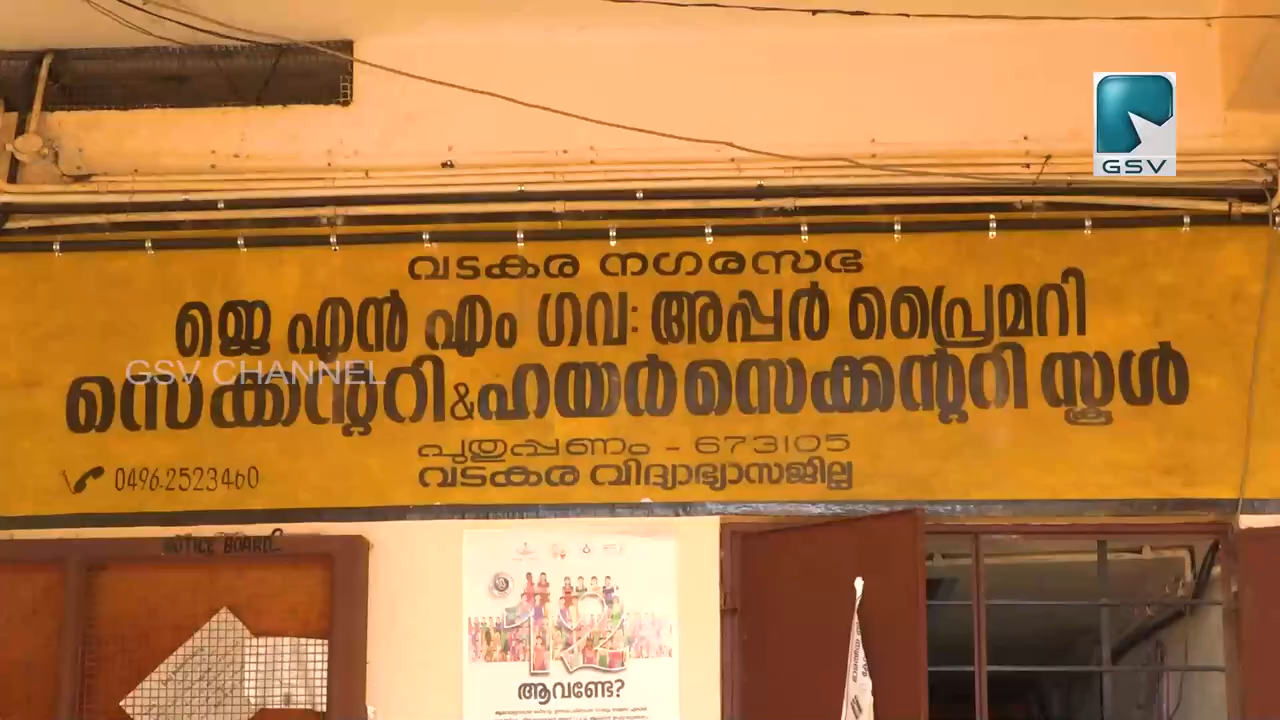 GSV
വടകര നഗരസഭ
ജെ എൻ എം ഗവ: അപ്പർ പ്രൈമറി
GSV CHANNEL
സെക്കന്ററി & ഹയർസെക്കന്ററി സ്കൂൾ
പുതുപ്പണം - 673105
0496-2523460
വടകര വിദ്യാഭ്യാസജില്ല
NOTICE BOARD
ആവണ്ടേ?